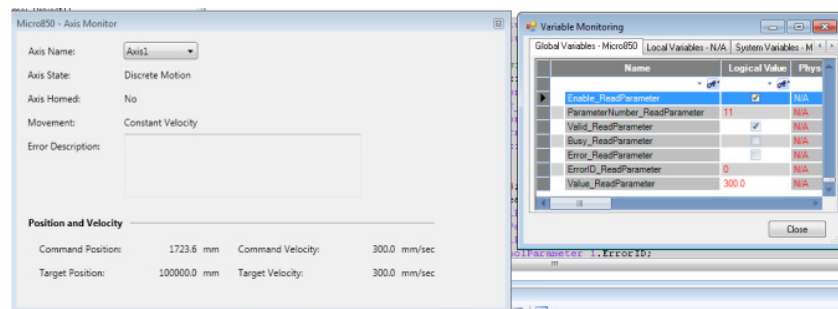 Micro850 - Axis Monitor
Axis Name: Axis1
Axis State: Discrete Motion
Axis Homed: No
Movement: Constant Velocity
Error Description:
Position and Velocity
Command Position: 1723.6 mm Command Velocity: 300.0 mm/sec
Target Position: 100000.0 mm Target Velocity: 300.0 mm/sec
Variable Monitoring
Global Variables - Micro850 Local Variables - N/A System Variables - M
Name Logical Value Phys
Enable_ReadParameter N/A
ParameterNumber_ReadParameter 11 N/A
Valid_ReadParameter N/A
Busy_ReadParameter N/A
Error_ReadParameter N/A
ErrorID_ReadParameter 0 N/A
Value_ReadParameter 300.0 N/A
Close
olParameter_1.ErrorID;